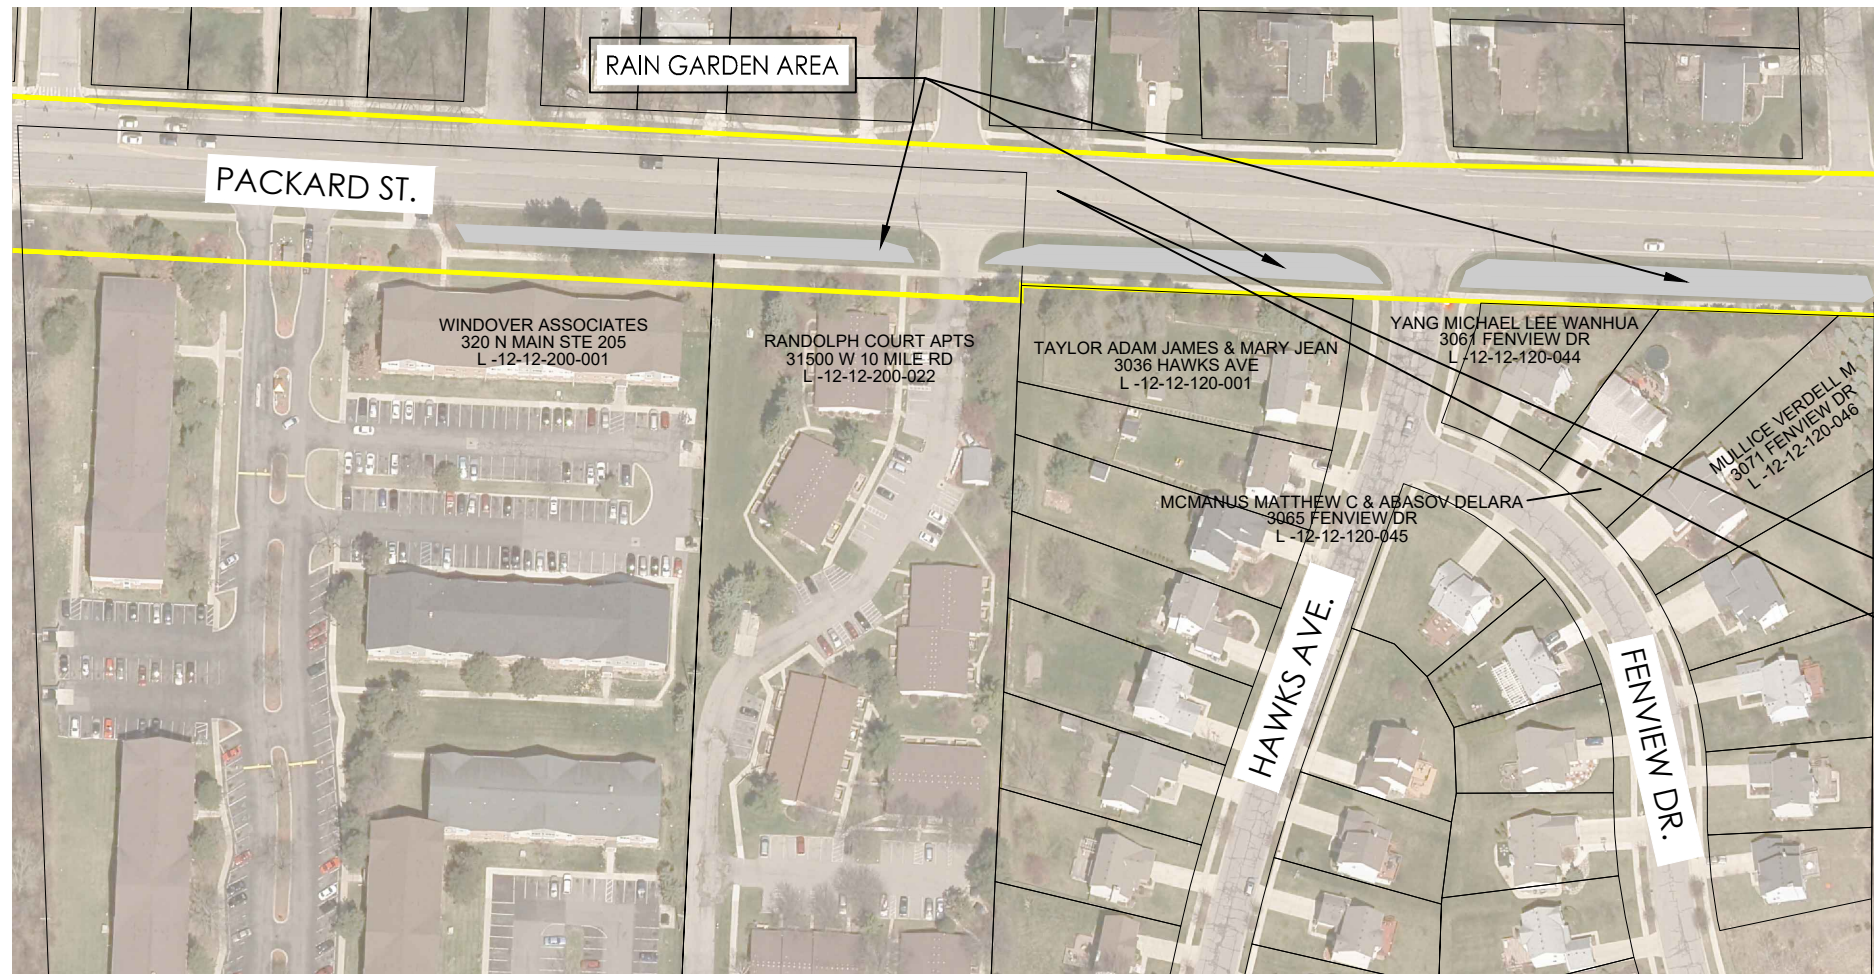 RAIN GARDEN AREA
PACKARD ST.
WINDOVER ASSOCIATES
320 N MAIN STE 205
L -12-12-200-001
RANDOLPH COURT APTS
31500 W 10 MILE RD
L -12-12-200-022
TAYLOR ADAM JAMES & MARY JEAN
3036 HAWKS AVE
L -12-12-120-001
YANG MICHAEL LEE WANHUA
3061 FENVIEW DR
L -12-12-120-044
MULLICE VERDELL M
3071 FENVIEW DR
L -12-12-120-046
MCMANUS MATTHEW C & ABASOV DELARA
3065 FENVIEW DR
L -12-12-120-045
HAWKS AVE.
FENVIEW DR.